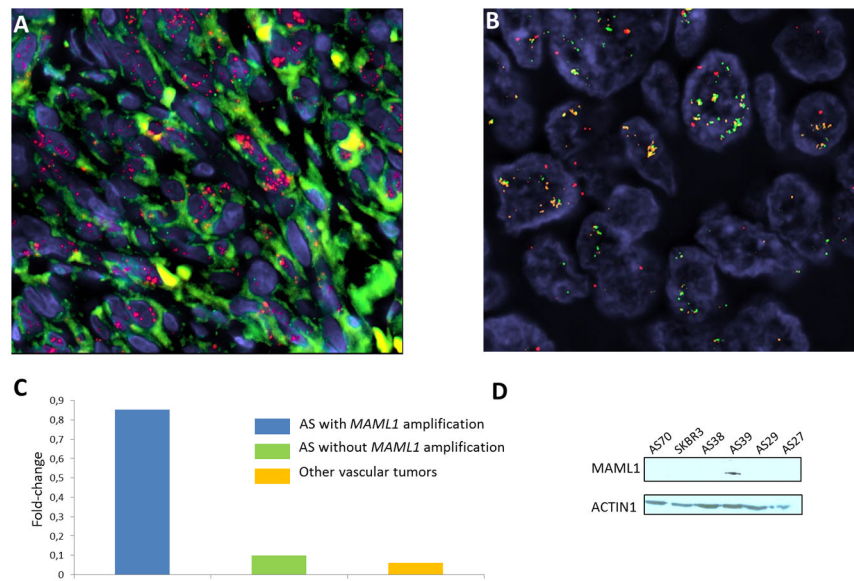 A
B
C
0,9
0,8
0,7
0,6
0,5
0,4
0,3
0,2
0,1
0
Fold-change
AS with MAML1 amplification
AS without MAML1 amplification
Other vascular tumors
D
AS70 SKBR3 AS38 AS39 AS29 AS27
MAML1
ACTIN1